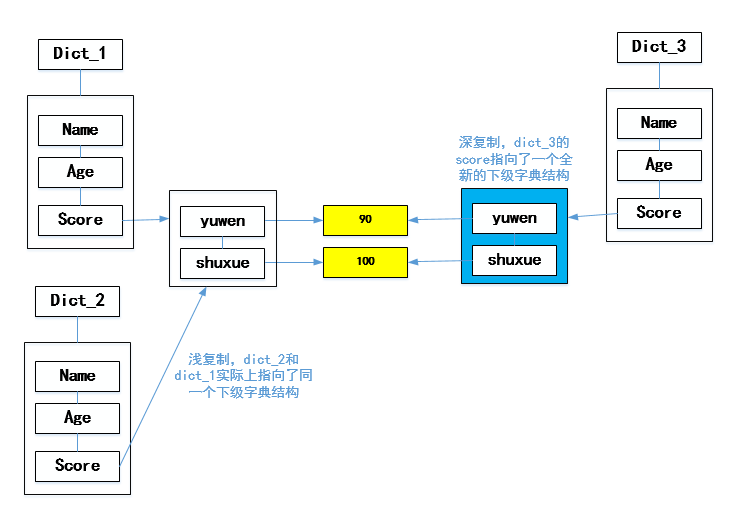 Dict_1
Name
Age
Score
yuwen
shuxue
90
100
深复制，dict_3的
score指向了一个全
新的下级字典结构
yuwen
shuxue
Dict_3
Name
Age
Score
Dict_2
Name
Age
Score
浅复制，dict_2和
dict_1实际上指向了同
一个下级字典结构